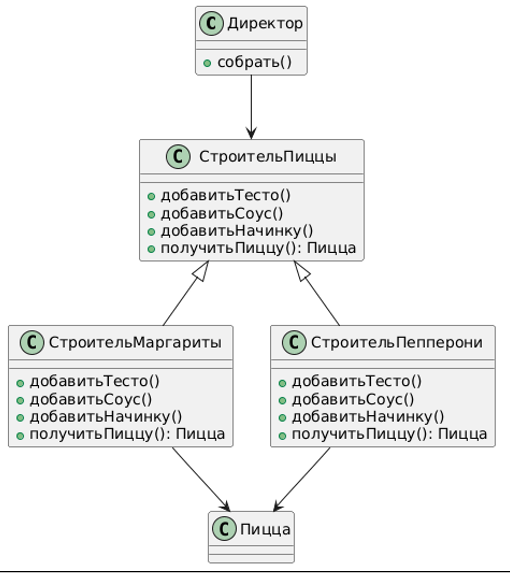 C Директор
собрать()
C СтроительПиццы
добавитьТесто()
добавитьСоус()
добавитьНачинку()
получитьПиццу(): Пицца
C СтроительМаргариты
добавитьТесто()
добавитьСоус()
добавитьНачинку()
получитьПиццу(): Пицца
C СтроительПепперони
добавитьТесто()
добавитьСоус()
добавитьНачинку()
получитьПиццу(): Пицца
C Пицца